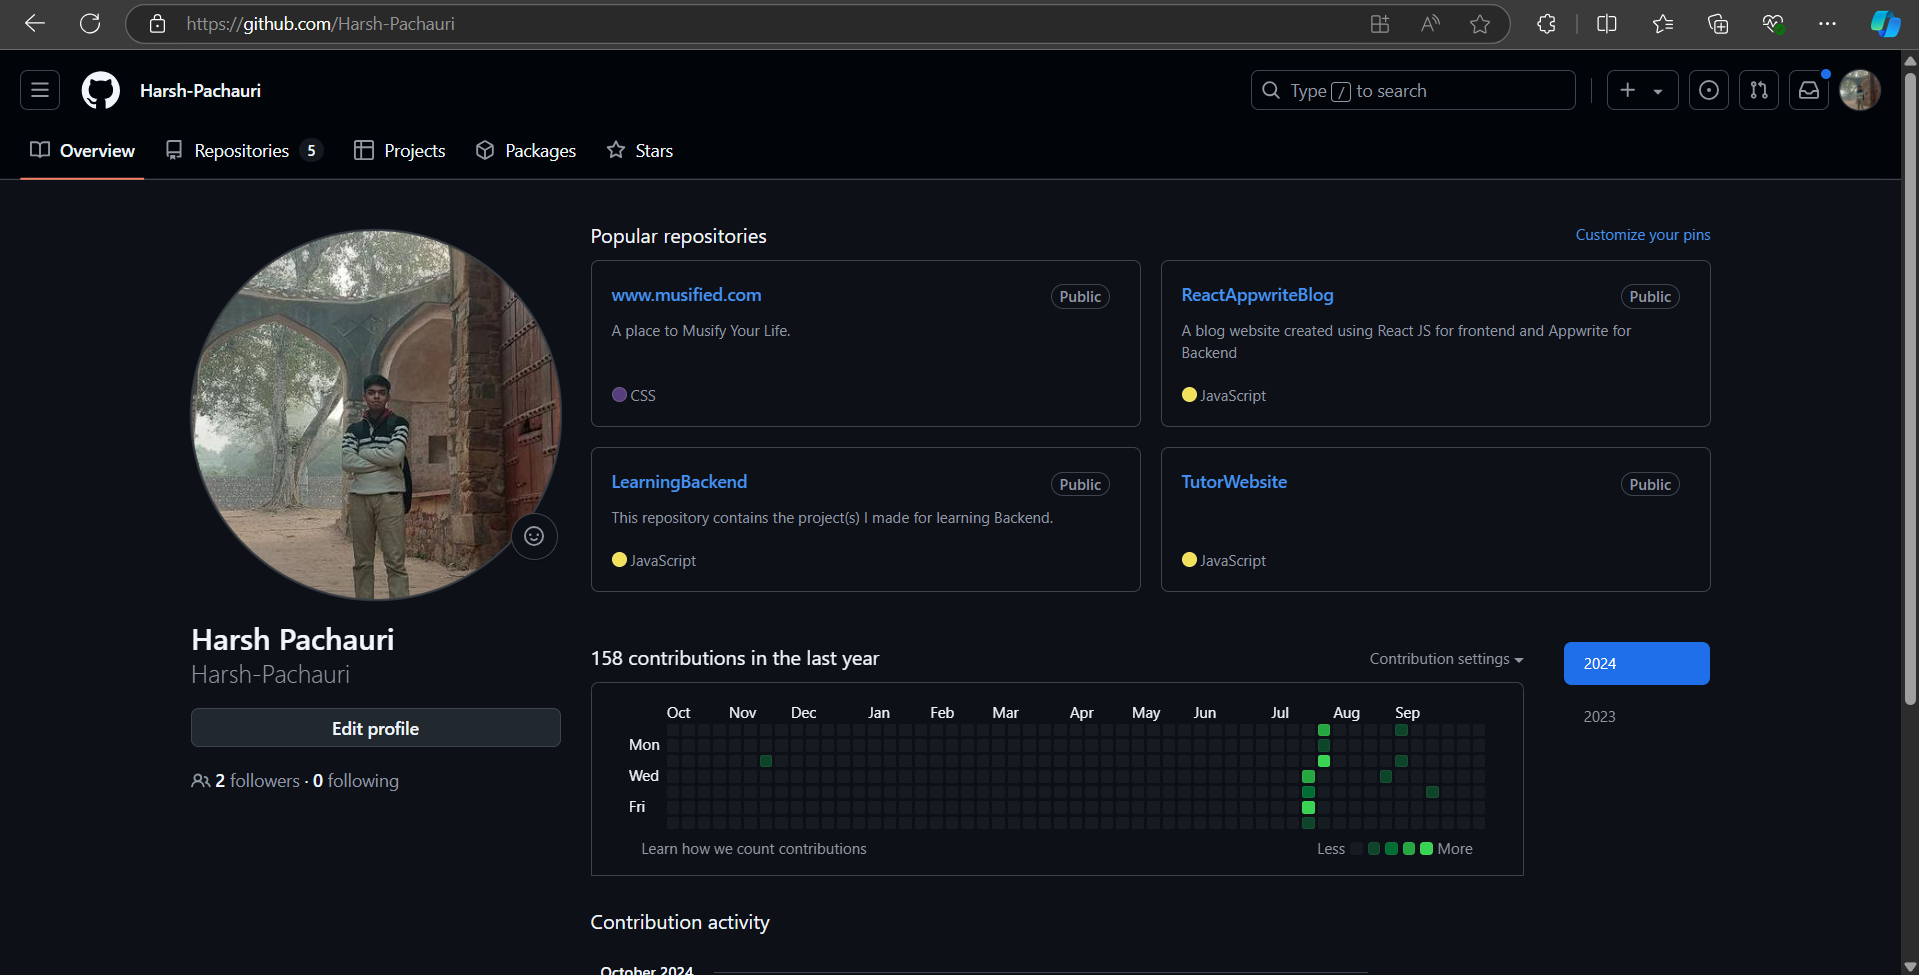 https://github.com/Harsh-Pachauri
Harsh-Pachauri
Type / to search
Overview
Repositories 5
Projects
Packages
Stars
Popular repositories
Customize your pins
www.musified.com
Public
A place to Musify Your Life.
CSS
ReactAppwriteBlog
Public
A blog website created using React JS for frontend and Appwrite for
Backend
JavaScript
LearningBackend
Public
This repository contains the project(s) I made for learning Backend.
JavaScript
TutorWebsite
Public
JavaScript
Harsh Pachauri
Harsh-Pachauri
Edit profile
2 followers · 0 following
158 contributions in the last year
Contribution settings
2024
2023
Oct Nov Dec Jan Feb Mar Apr May Jun Jul Aug Sep
Mon
Wed
Fri
Learn how we count contributions
Less
More
Contribution activity
October 2024